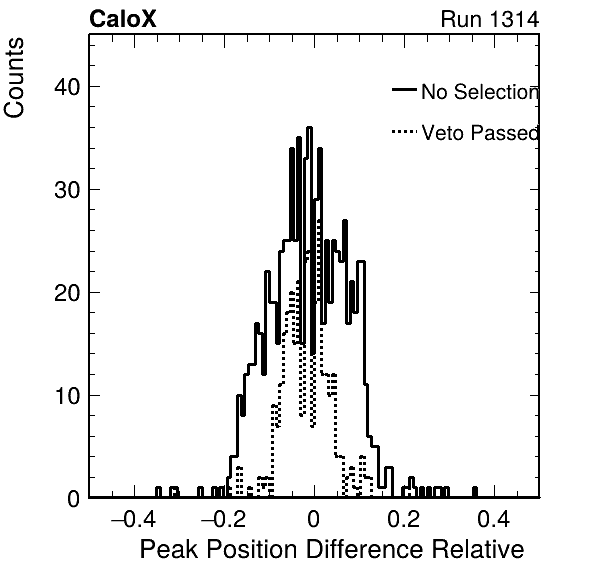 CaloX Run 1314
Counts
No Selection
Veto Passed
40
30
20
10
0
−0.4 −0.2 0 0.2 0.4
Peak Position Difference Relative